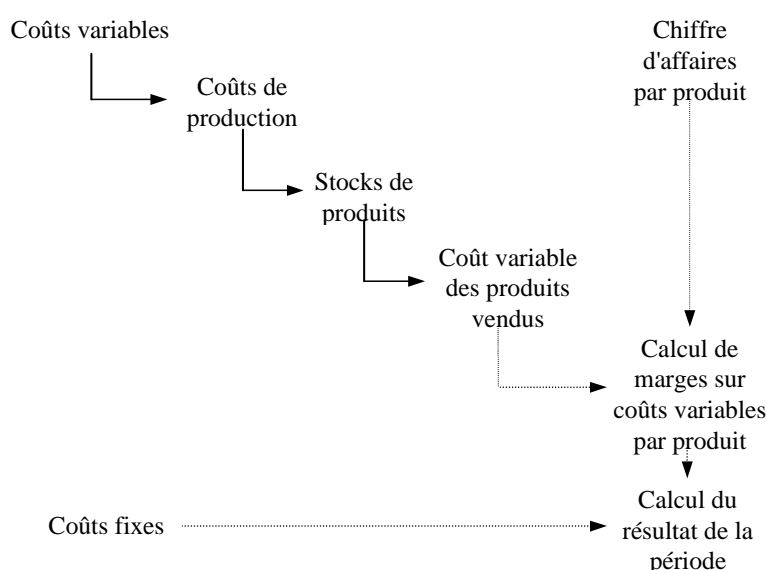 Coûts variables
Chiffre
d'affaires
par produit
Coûts de
production
Stocks de
produits
Coût variable
des produits
vendus
Calcul de
marges sur
coûts variables
par produit
Coûts fixes
Calcul du
résultat de la
période